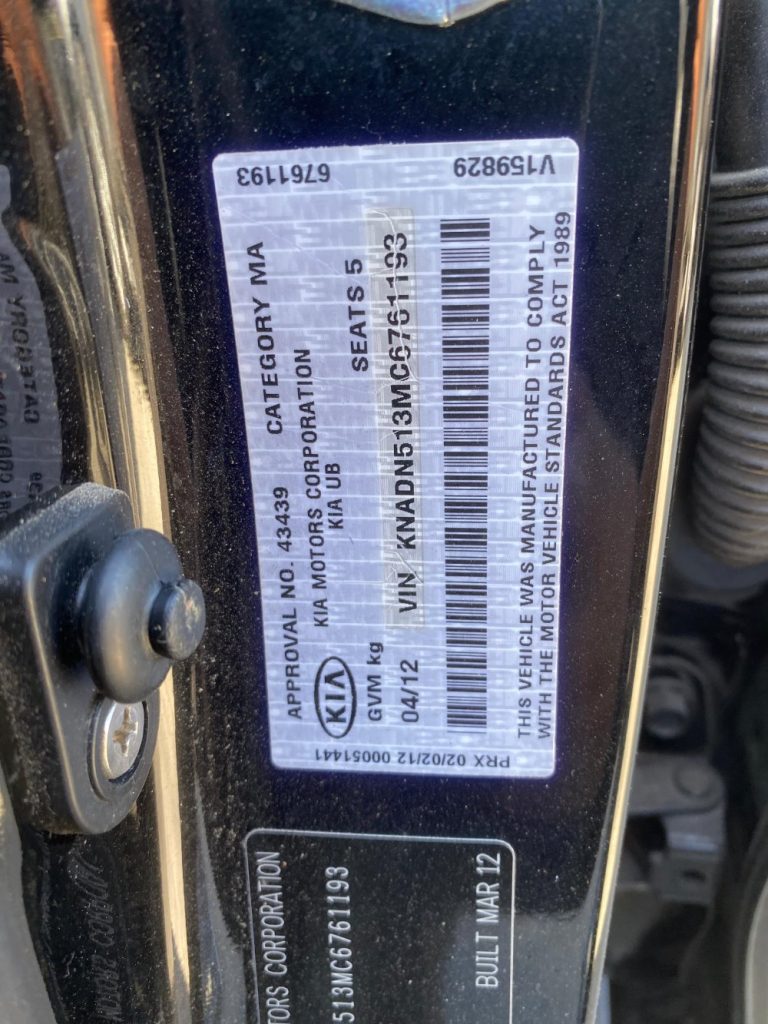 APPROVAL NO. 43439 CATEGORY MA
KIA MOTORS CORPORATION
KIA UB
KIA
GVM kg SEATS 5
04/12 VIN KNADN513MC6761193
THIS VEHICLE WAS MANUFACTURED TO COMPLY
WITH THE MOTOR VEHICLE STANDARDS ACT 1989
PRX 02/02/12 00051441
6761193
V159829
TORS CORPORATION
513MC6761193
BUILT MAR 12